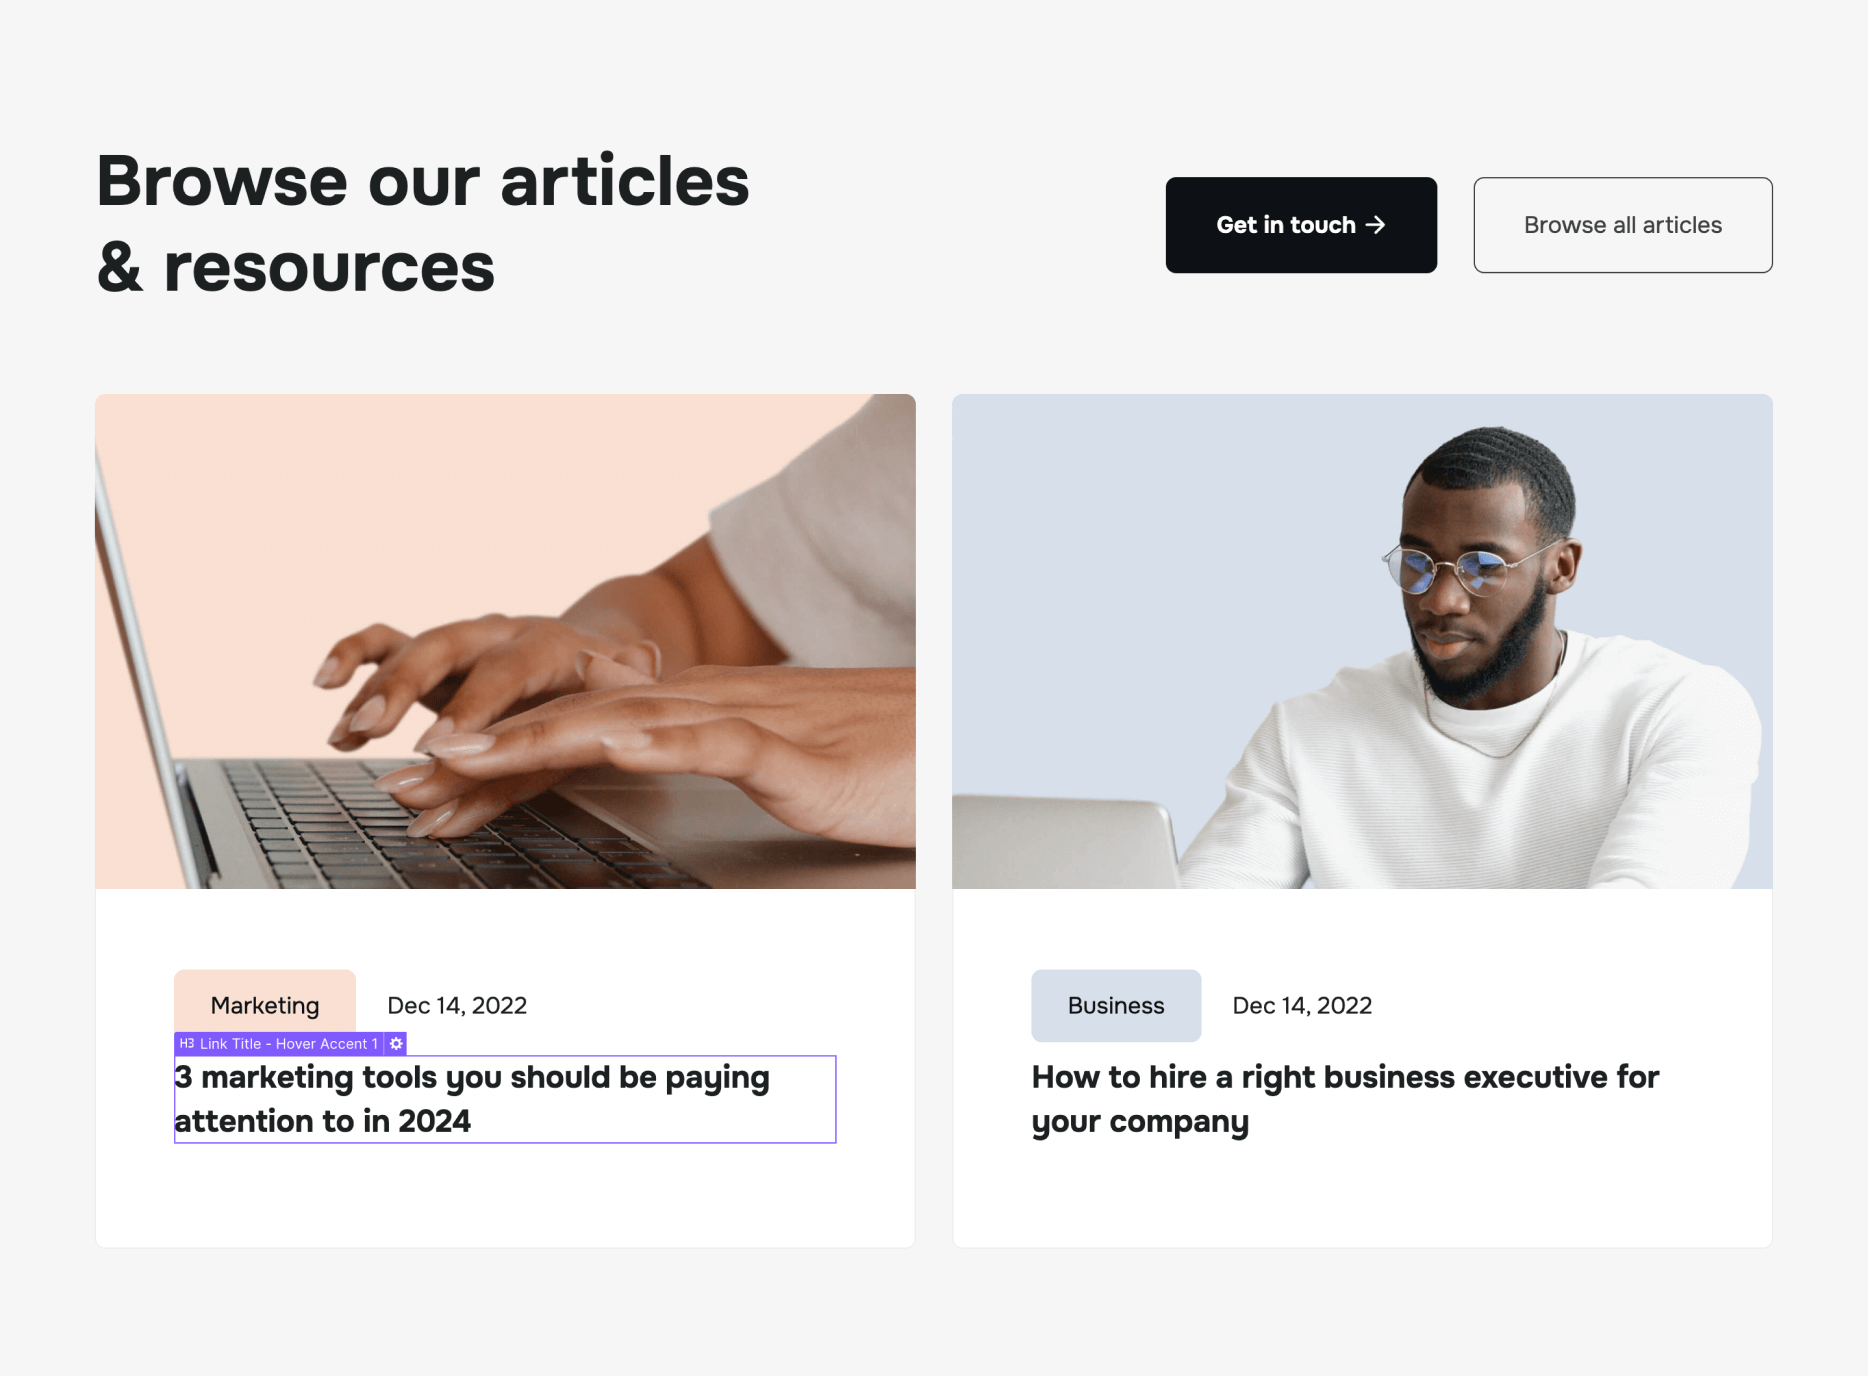 Browse our articles
& resources
Get in touch →
Browse all articles
Marketing
Dec 14, 2022
H3 Link Title - Hover Accent 1
3 marketing tools you should be paying
attention to in 2024
Business
Dec 14, 2022
How to hire a right business executive for
your company